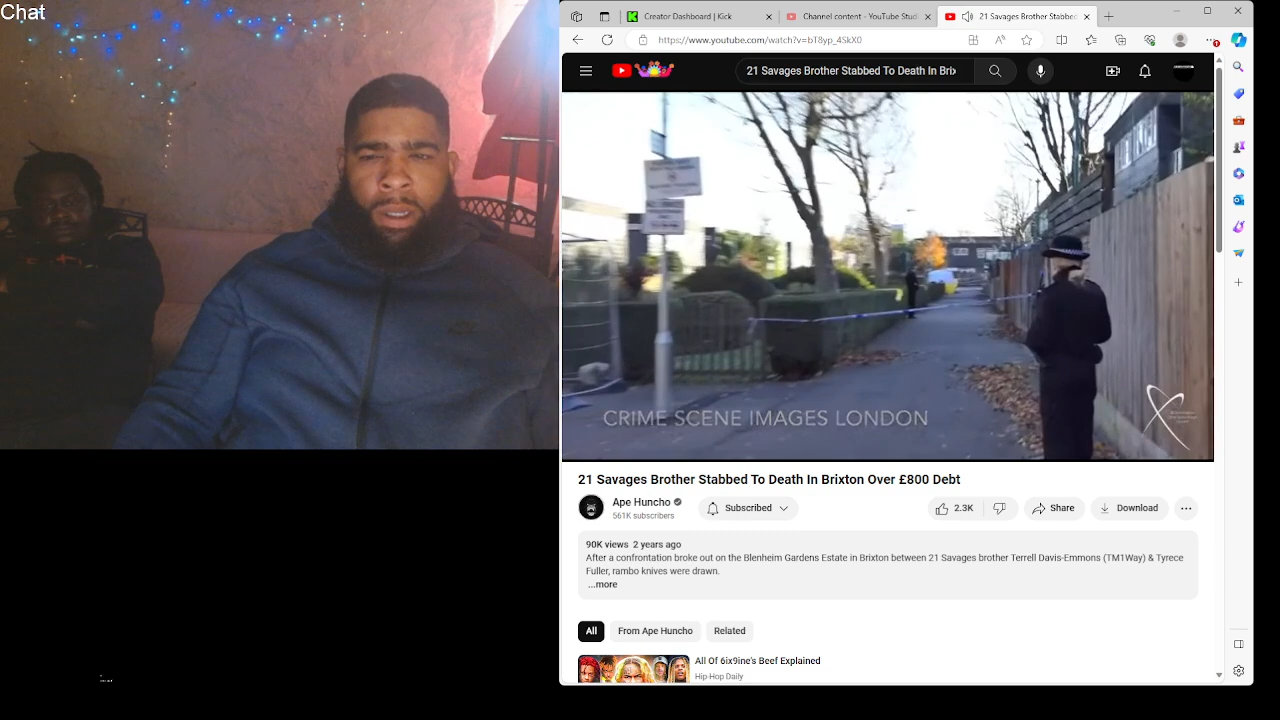 Chat
Creator Dashboard | Kick
Channel content - YouTube Studi
21 Savages Brother Stabbed
https://www.youtube.com/watch?v=bT8yp_4SkX0
21 Savages Brother Stabbed To Death In Brix
CRIME SCENE IMAGES LONDON
21 Savages Brother Stabbed To Death In Brixton Over £800 Debt
Ape Huncho
561K subscribers
Subscribed
2.3K
Share
Download
90K views 2 years ago
After a confrontation broke out on the Blenheim Gardens Estate in Brixton between 21 Savages brother Terrell Davis-Emmons (TM1Way) & Tyrece
Fuller, rambo knives were drawn.
...more
All
From Ape Huncho
Related
All Of 6ix9ine's Beef Explained
Hip-Hop Daily